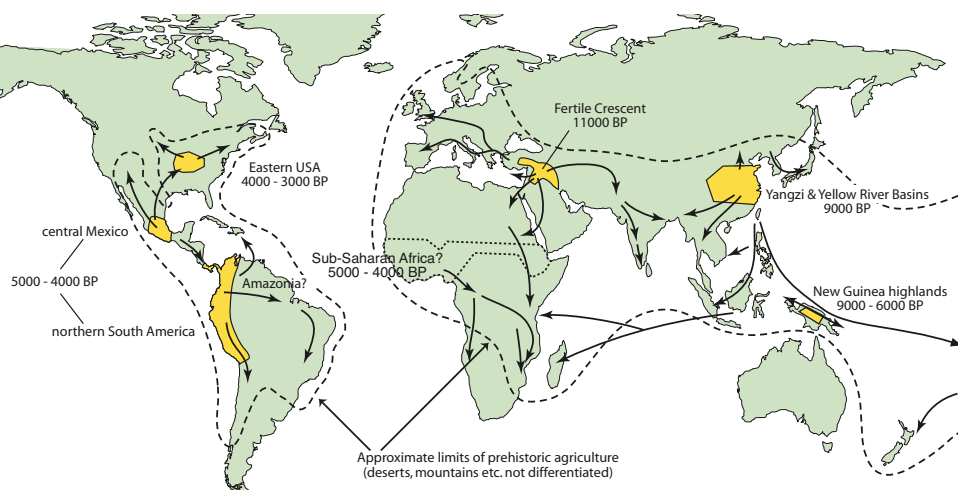 Fertile Crescent
11000 BP
Eastern USA
4000 - 3000 BP
Yangzi & Yellow River Basins
9000 BP
central Mexico
5000 - 4000 BP
northern South America
Amazonia?
Sub-Saharan Africa?
5000 - 4000 BP
New Guinea highlands
9000 - 6000 BP
Approximate limits of prehistoric agriculture
(deserts, mountains etc. not differentiated)